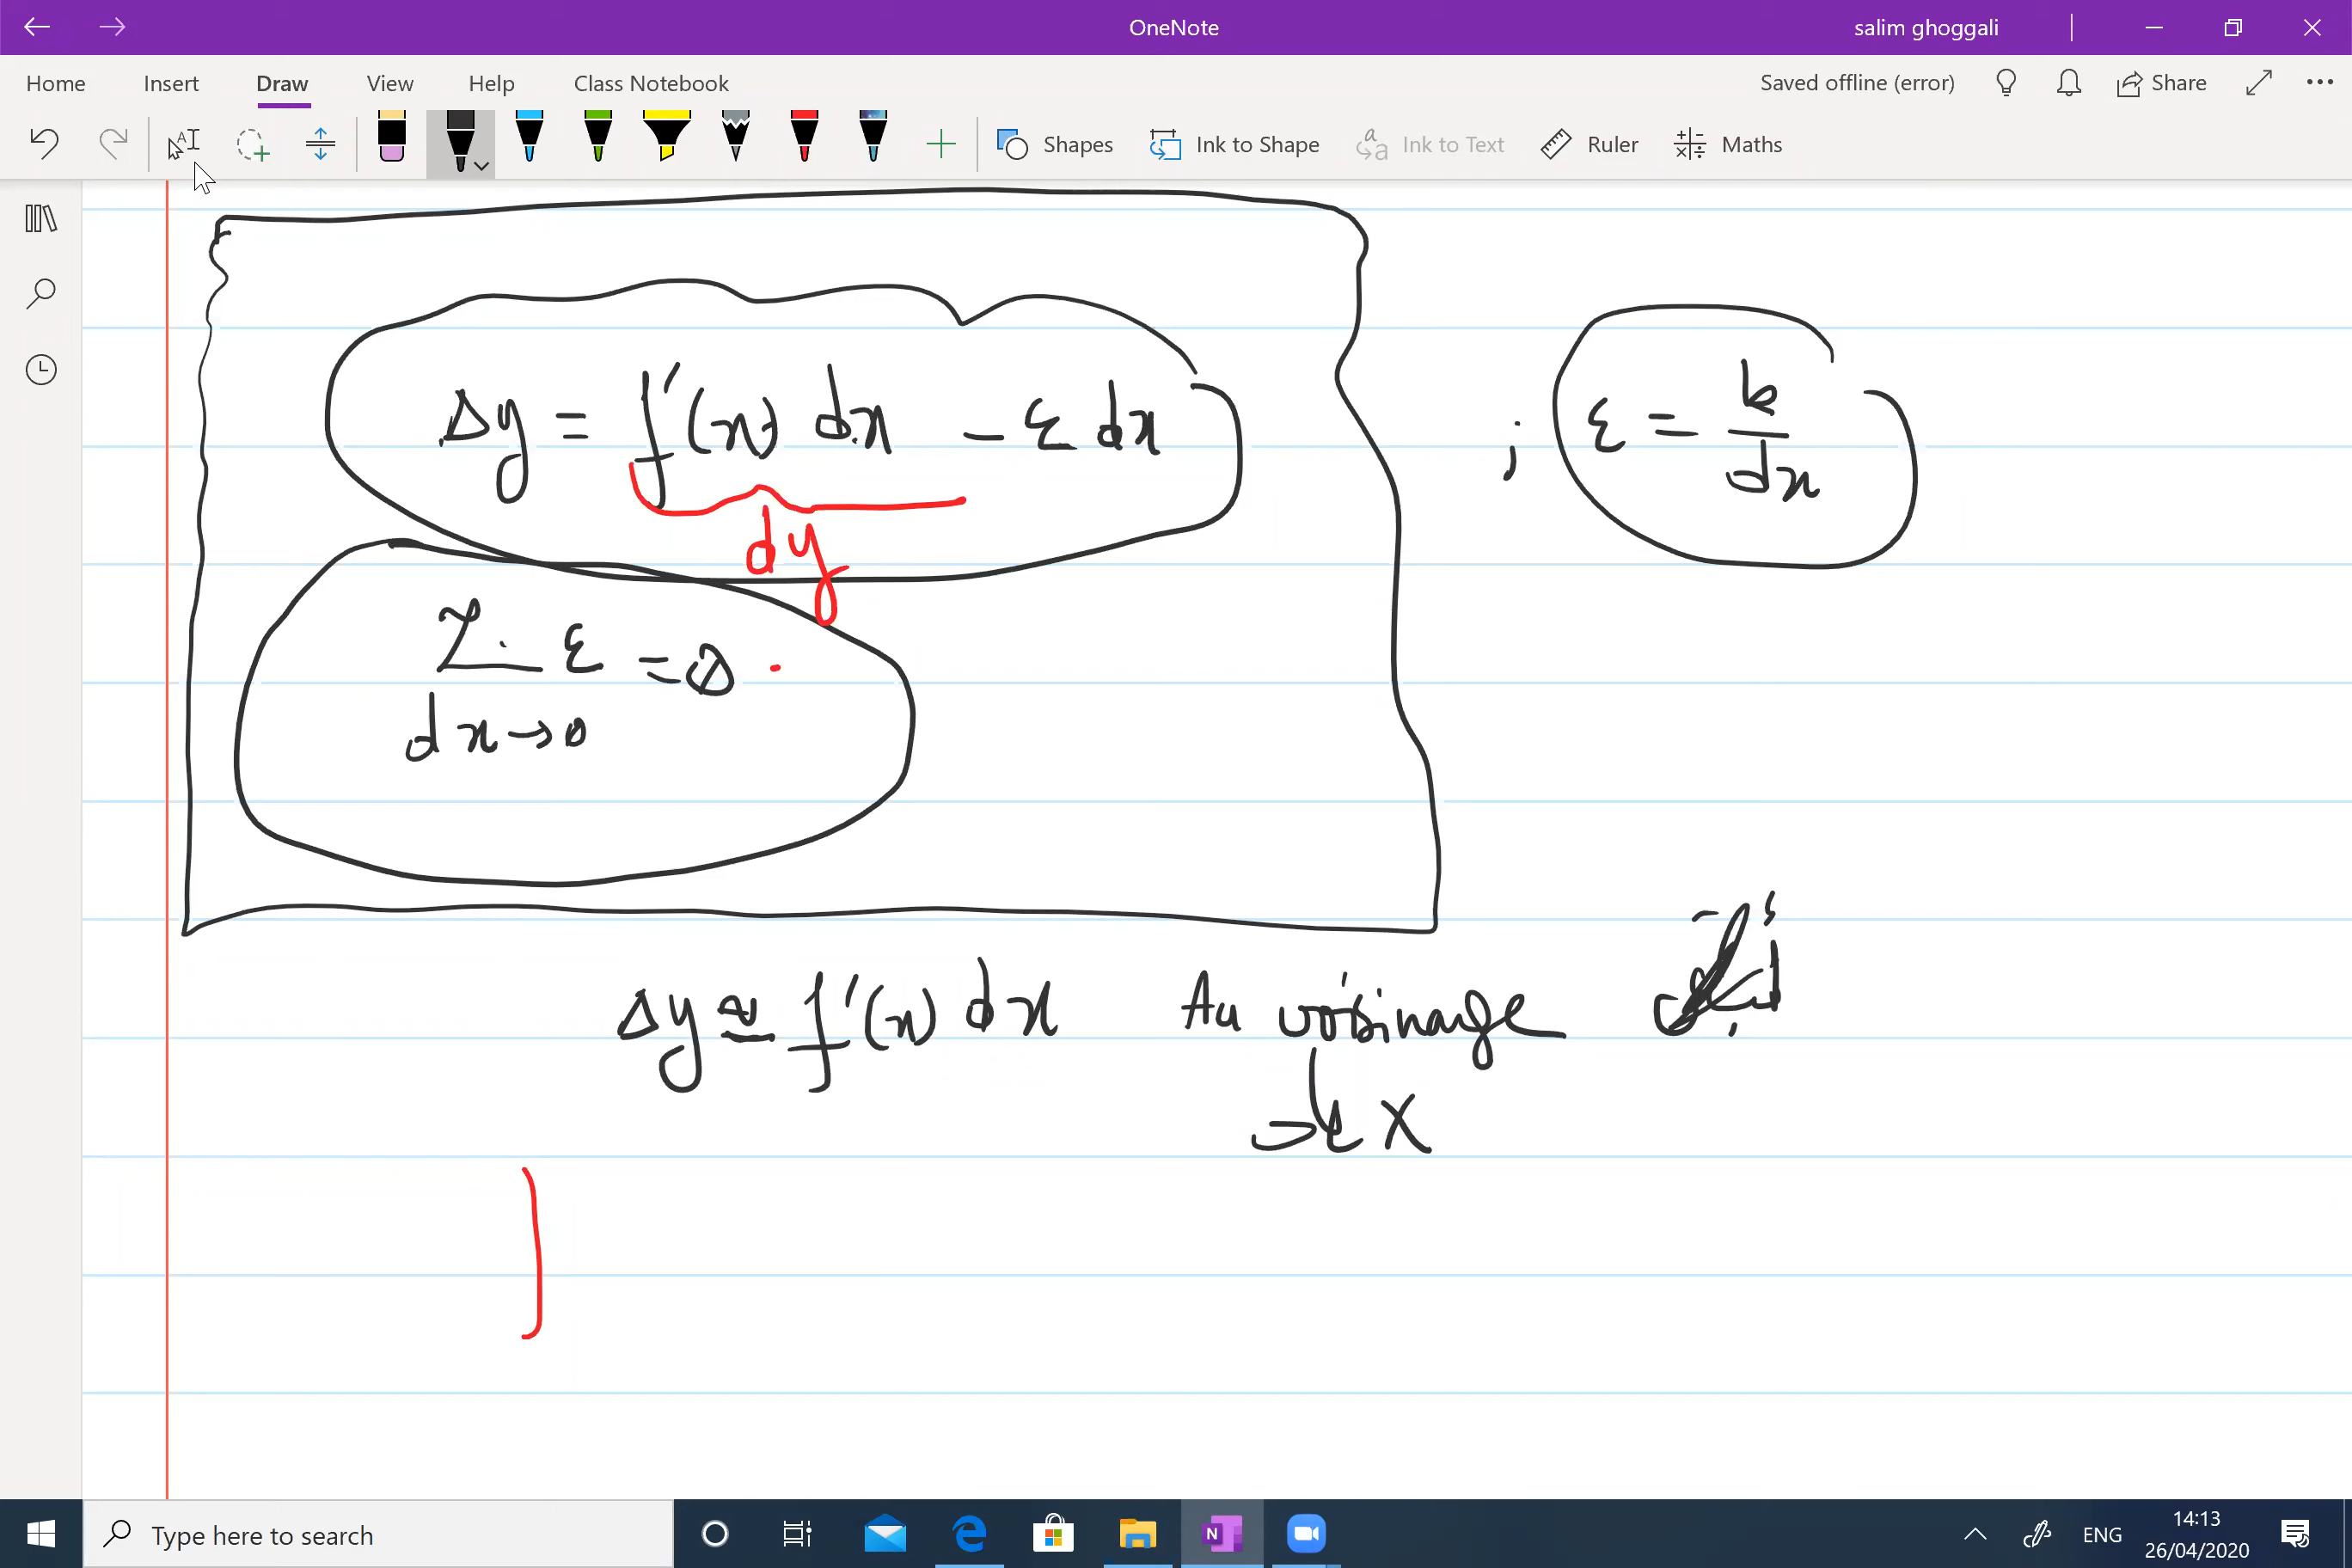 OneNote
salim ghoggali
Home Insert Draw View Help Class Notebook
Saved offline (error) Share
Shapes Ink to Shape Ink to Text Ruler Maths
Δy = f'(x) dx - ε dx ; ε = k/dx
dy
ε = 0
dx → 0
Δy ≃ f'(x) dx Au voisinage
de X
Type here to search
ENG
14:13
26/04/2020